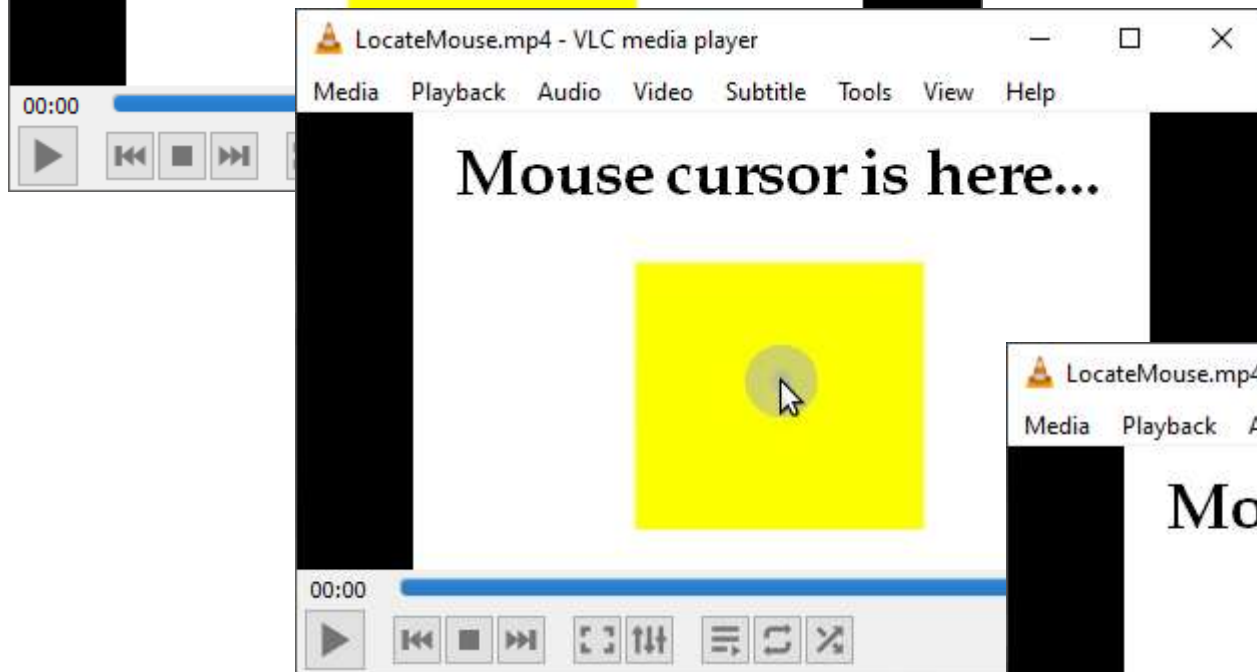 LocateMouse.mp4 - VLC media player
Media Playback Audio Video Subtitle Tools View Help
00:00
Mouse cursor is here...
LocateMouse.mp4
Media Playback A
Mo
00:00